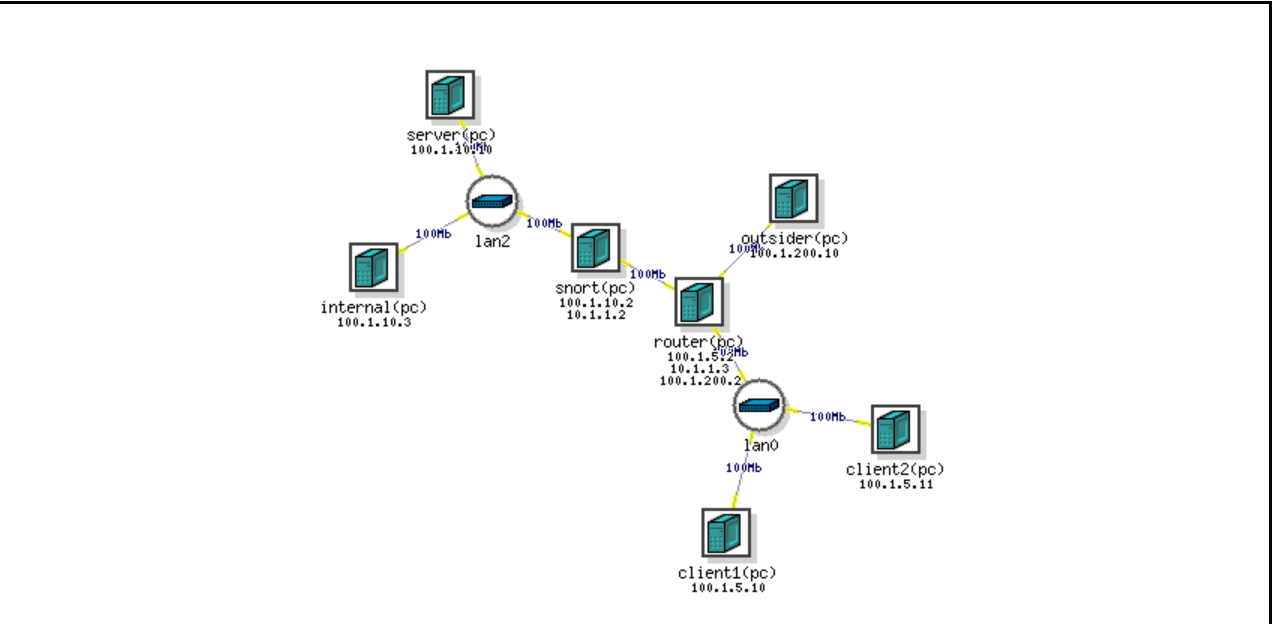 server(pc)
100.1.10.10
100Mb
lan2
100Mb
100Mb
internal(pc)
100.1.10.3
snort(pc)
100.1.10.2
10.1.1.2
100Mb
outsider(pc)
100.1.200.10
100Mb
router(pc)
100.1.5.2
10.1.1.3
100.1.200.2
100Mb
lan0
100Mb
client2(pc)
100.1.5.11
100Mb
client1(pc)
100.1.5.10